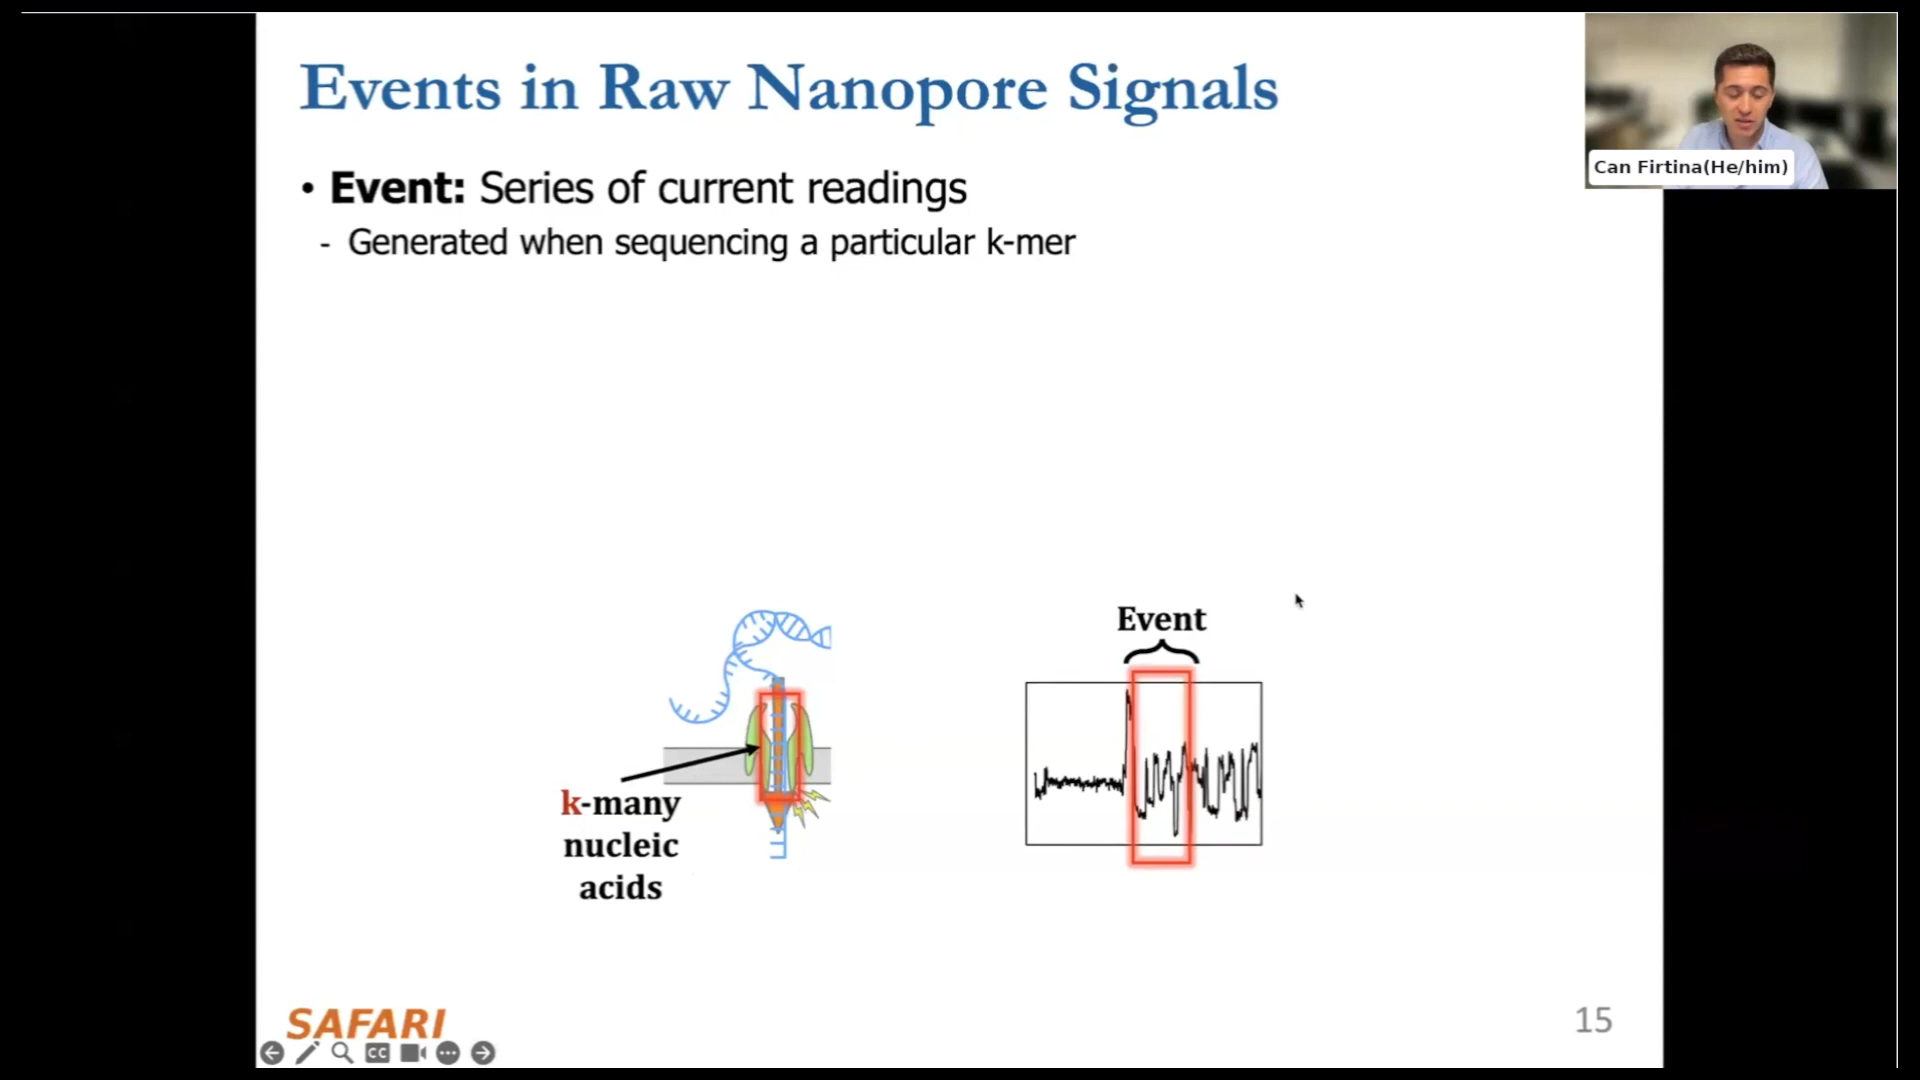 Events in Raw Nanopore Signals
Can Firtina(He/him)
• Event: Series of current readings
- Generated when sequencing a particular k-mer
Event
k-many
nucleic
acids
SAFARI
15
CC